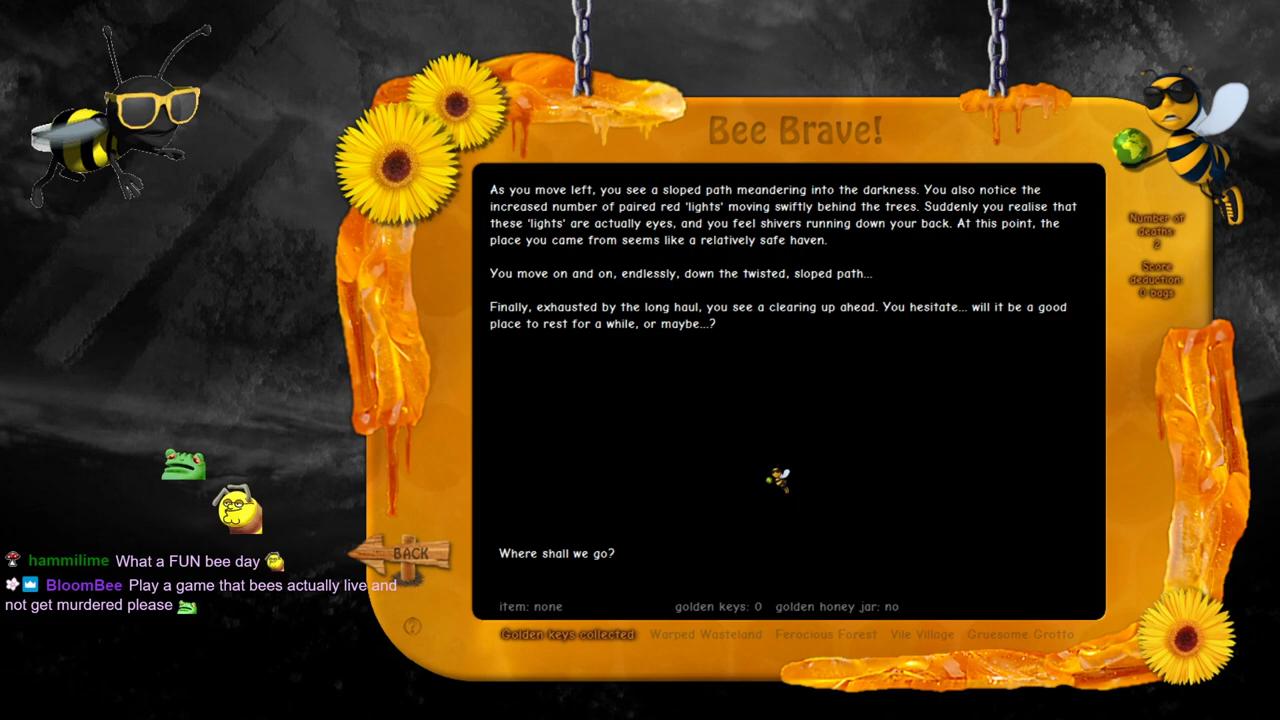 Bee Brave!
As you move left, you see a sloped path meandering into the darkness. You also notice the
increased number of paired red 'lights' moving swiftly behind the trees. Suddenly you realise that
these 'lights' are actually eyes, and you feel shivers running down your back. At this point, the
place you came from seems like a relatively safe haven.
You move on and on, endlessly, down the twisted, sloped path...
Finally, exhausted by the long haul, you see a clearing up ahead. You hesitate... will it be a good
place to rest for a while, or maybe...?
Where shall we go?
item: none golden keys: 0 golden honey jar: no
Golden keys collected Warped Wasteland Ferocious Forest Vile Village Gruesome Grotto
Number of
deaths:
2
Score
deduction:
0 bags
BACK
?
hammilime What a FUN bee day
BloomBee Play a game that bees actually live and
not get murdered please